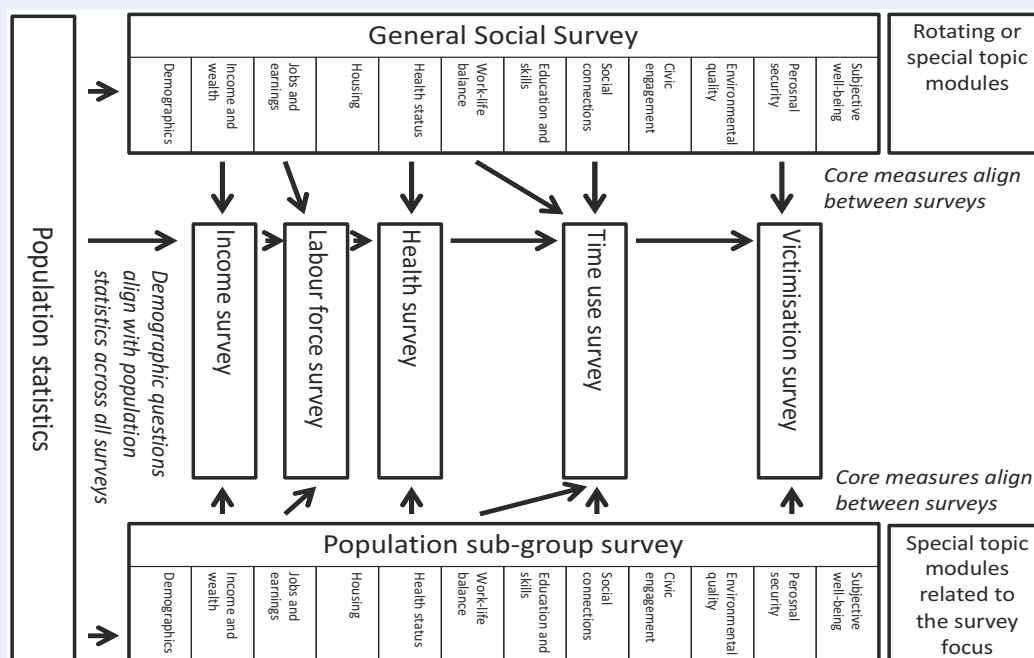 General Social Survey
Demographics
Income and
wealth
Jobs and
earnings
Housing
Health status
Work-life
balance
Education and
skills
Social
connections
Civic
engagement
Environmental
quality
Perosnal
security
Subjective
well-being
Rotating or
special topic
modules
Core measures align
between surveys
Population statistics
Demographic questions
align with population
statistics across all surveys
Income survey
Labour force survey
Health survey
Time use survey
Victimisation survey
Core measures align
between surveys
Population sub-group survey
Demographics
Income and
wealth
Jobs and
earnings
Housing
Health status
Work-life
balance
Education and
skills
Social
connections
Civic
engagement
Environmental
quality
Perosnal
security
Subjective
well-being
Special topic
modules
related to
the survey
focus